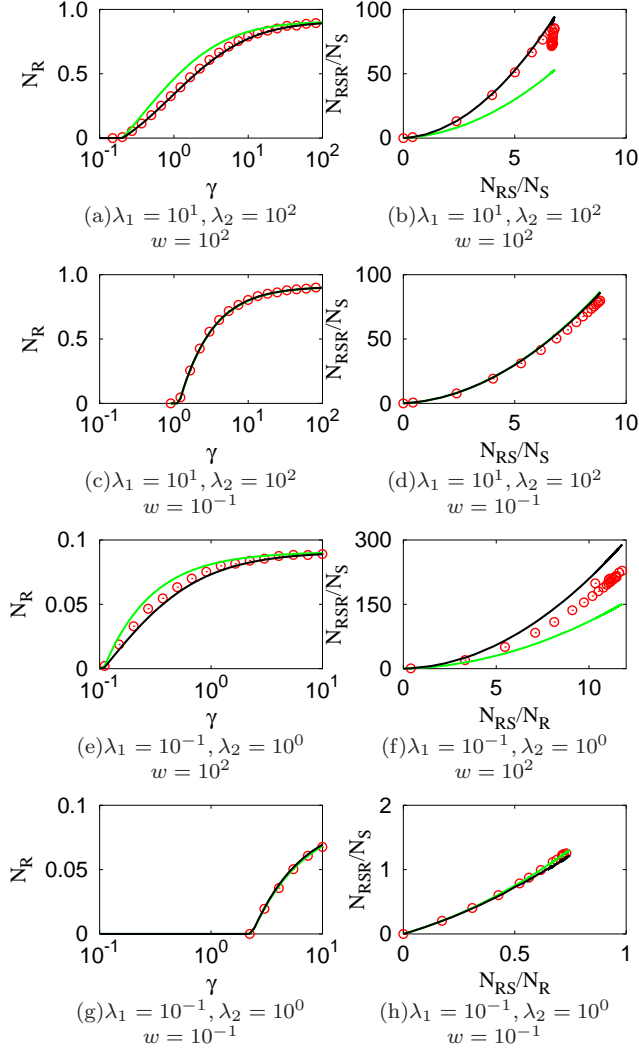 1.0 100
N_R 0.5 N_RSR/N_S 50
0.0 0
10^-1 10^0 10^1 10^2 0 5 10
γ N_RS/N_S
(a)λ_1 = 10^1, λ_2 = 10^2 (b)λ_1 = 10^1, λ_2 = 10^2
w = 10^2 w = 10^2
1.0 100
N_R 0.5 N_RSR/N_S 50
0.0 0
10^-1 10^0 10^1 10^2 0 5 10
γ N_RS/N_S
(c)λ_1 = 10^1, λ_2 = 10^2 (d)λ_1 = 10^1, λ_2 = 10^2
w = 10^-1 w = 10^-1
0.1 300
N_R 0.05 N_RSR/N_S 150
0 0
10^-1 10^0 10^1 0 5 10
γ N_RS/N_R
(e)λ_1 = 10^-1, λ_2 = 10^0 (f)λ_1 = 10^-1, λ_2 = 10^0
w = 10^2 w = 10^2
0.1 2
N_R 0.05 N_RSR/N_S 1
0 0
10^-1 10^0 10^1 0 0.5 1
γ N_RS/N_R
(g)λ_1 = 10^-1, λ_2 = 10^0 (h)λ_1 = 10^-1, λ_2 = 10^0
w = 10^-1 w = 10^-1